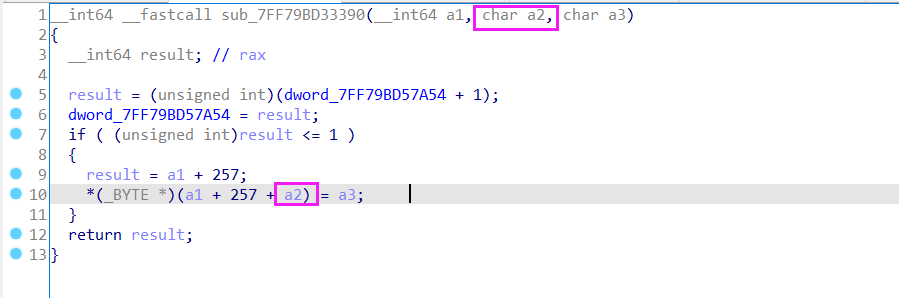 1 __int64 __fastcall sub_7FF79BD33390(__int64 a1, char a2, char a3)
2 {
3 __int64 result; // rax
4
5 result = (unsigned int)(dword_7FF79BD57A54 + 1);
6 dword_7FF79BD57A54 = result;
7 if ( (unsigned int)result <= 1 )
8 {
9 result = a1 + 257;
10 *(_BYTE *)(a1 + 257 + a2) = a3;
11 }
12 return result;
13 }